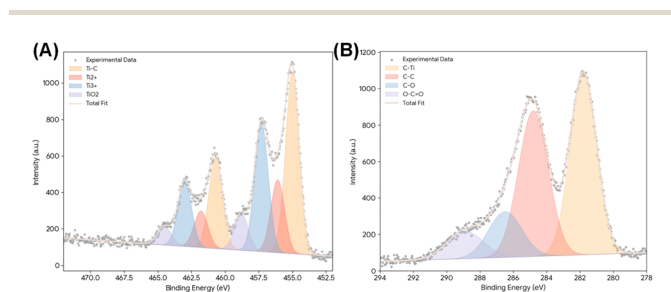 (A)
Experimental Data
Ti-C
Ti2+
Ti3+
TiO2
Total Fit
Intensity (a.u.)
1000
800
600
400
200
0
470.0 467.5 465.0 462.5 460.0 457.5 455.0 452.5
Binding Energy (eV)
(B)
Experimental Data
C-Ti
C-C
C-O
O-C=O
Total Fit
Intensity (a.u.)
1200
1000
800
600
400
200
0
294 292 290 288 286 284 282 280 278
Binding Energy (eV)